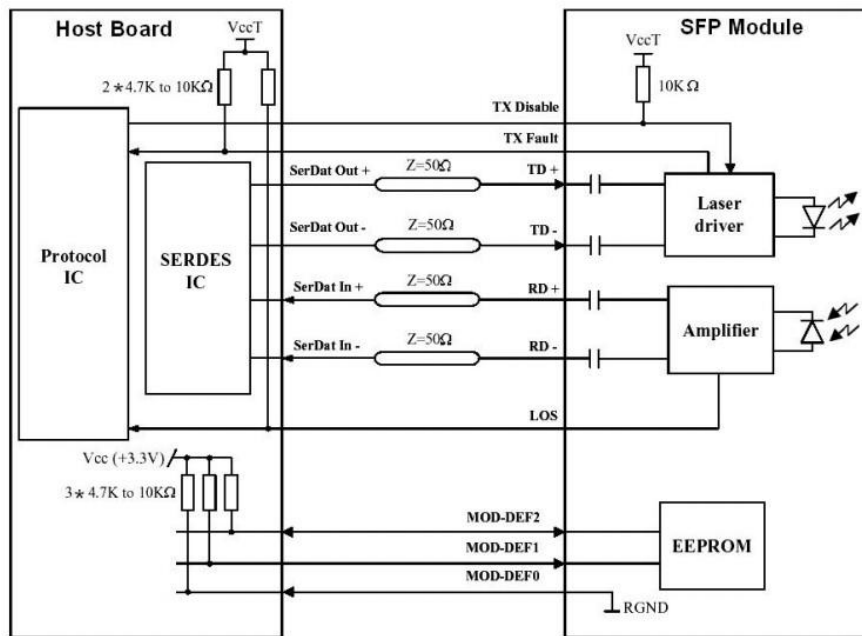 Host Board
SFP Module
VccT
VccT
2*4.7K to 10KΩ
10KΩ
TX Disable
TX Fault
SerDat Out +
Z=50Ω
TD +
SerDat Out -
Z=50Ω
TD -
Laser
driver
Protocol
IC
SERDES
IC
SerDat In +
Z=50Ω
RD +
SerDat In -
Z=50Ω
RD -
Amplifier
LOS
Vcc (+3.3V)
3*4.7K to 10KΩ
MOD-DEF2
MOD-DEF1
MOD-DEF0
EEPROM
RGND